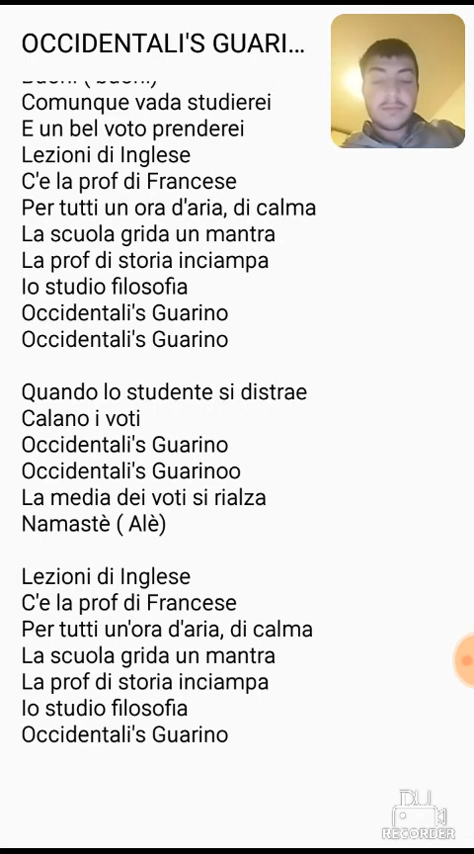 OCCIDENTALI'S GUARI...
Comunque vada studierei
E un bel voto prenderei
Lezioni di Inglese
C'e la prof di Francese
Per tutti un ora d'aria, di calma
La scuola grida un mantra
La prof di storia inciampa
Io studio filosofia
Occidentali's Guarino
Occidentali's Guarino
Quando lo studente si distrae
Calano i voti
Occidentali's Guarino
Occidentali's Guarinoo
La media dei voti si rialza
Namastè ( Alè)
Lezioni di Inglese
C'e la prof di Francese
Per tutti un'ora d'aria, di calma
La scuola grida un mantra
La prof di storia inciampa
Io studio filosofia
Occidentali's Guarino
DU
RECORDER